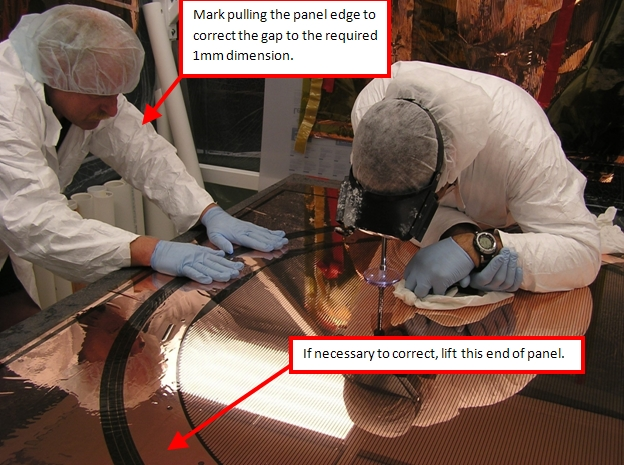 Mark pulling the panel edge to
correct the gap to the required
1mm dimension.
If necessary to correct, lift this end of panel.